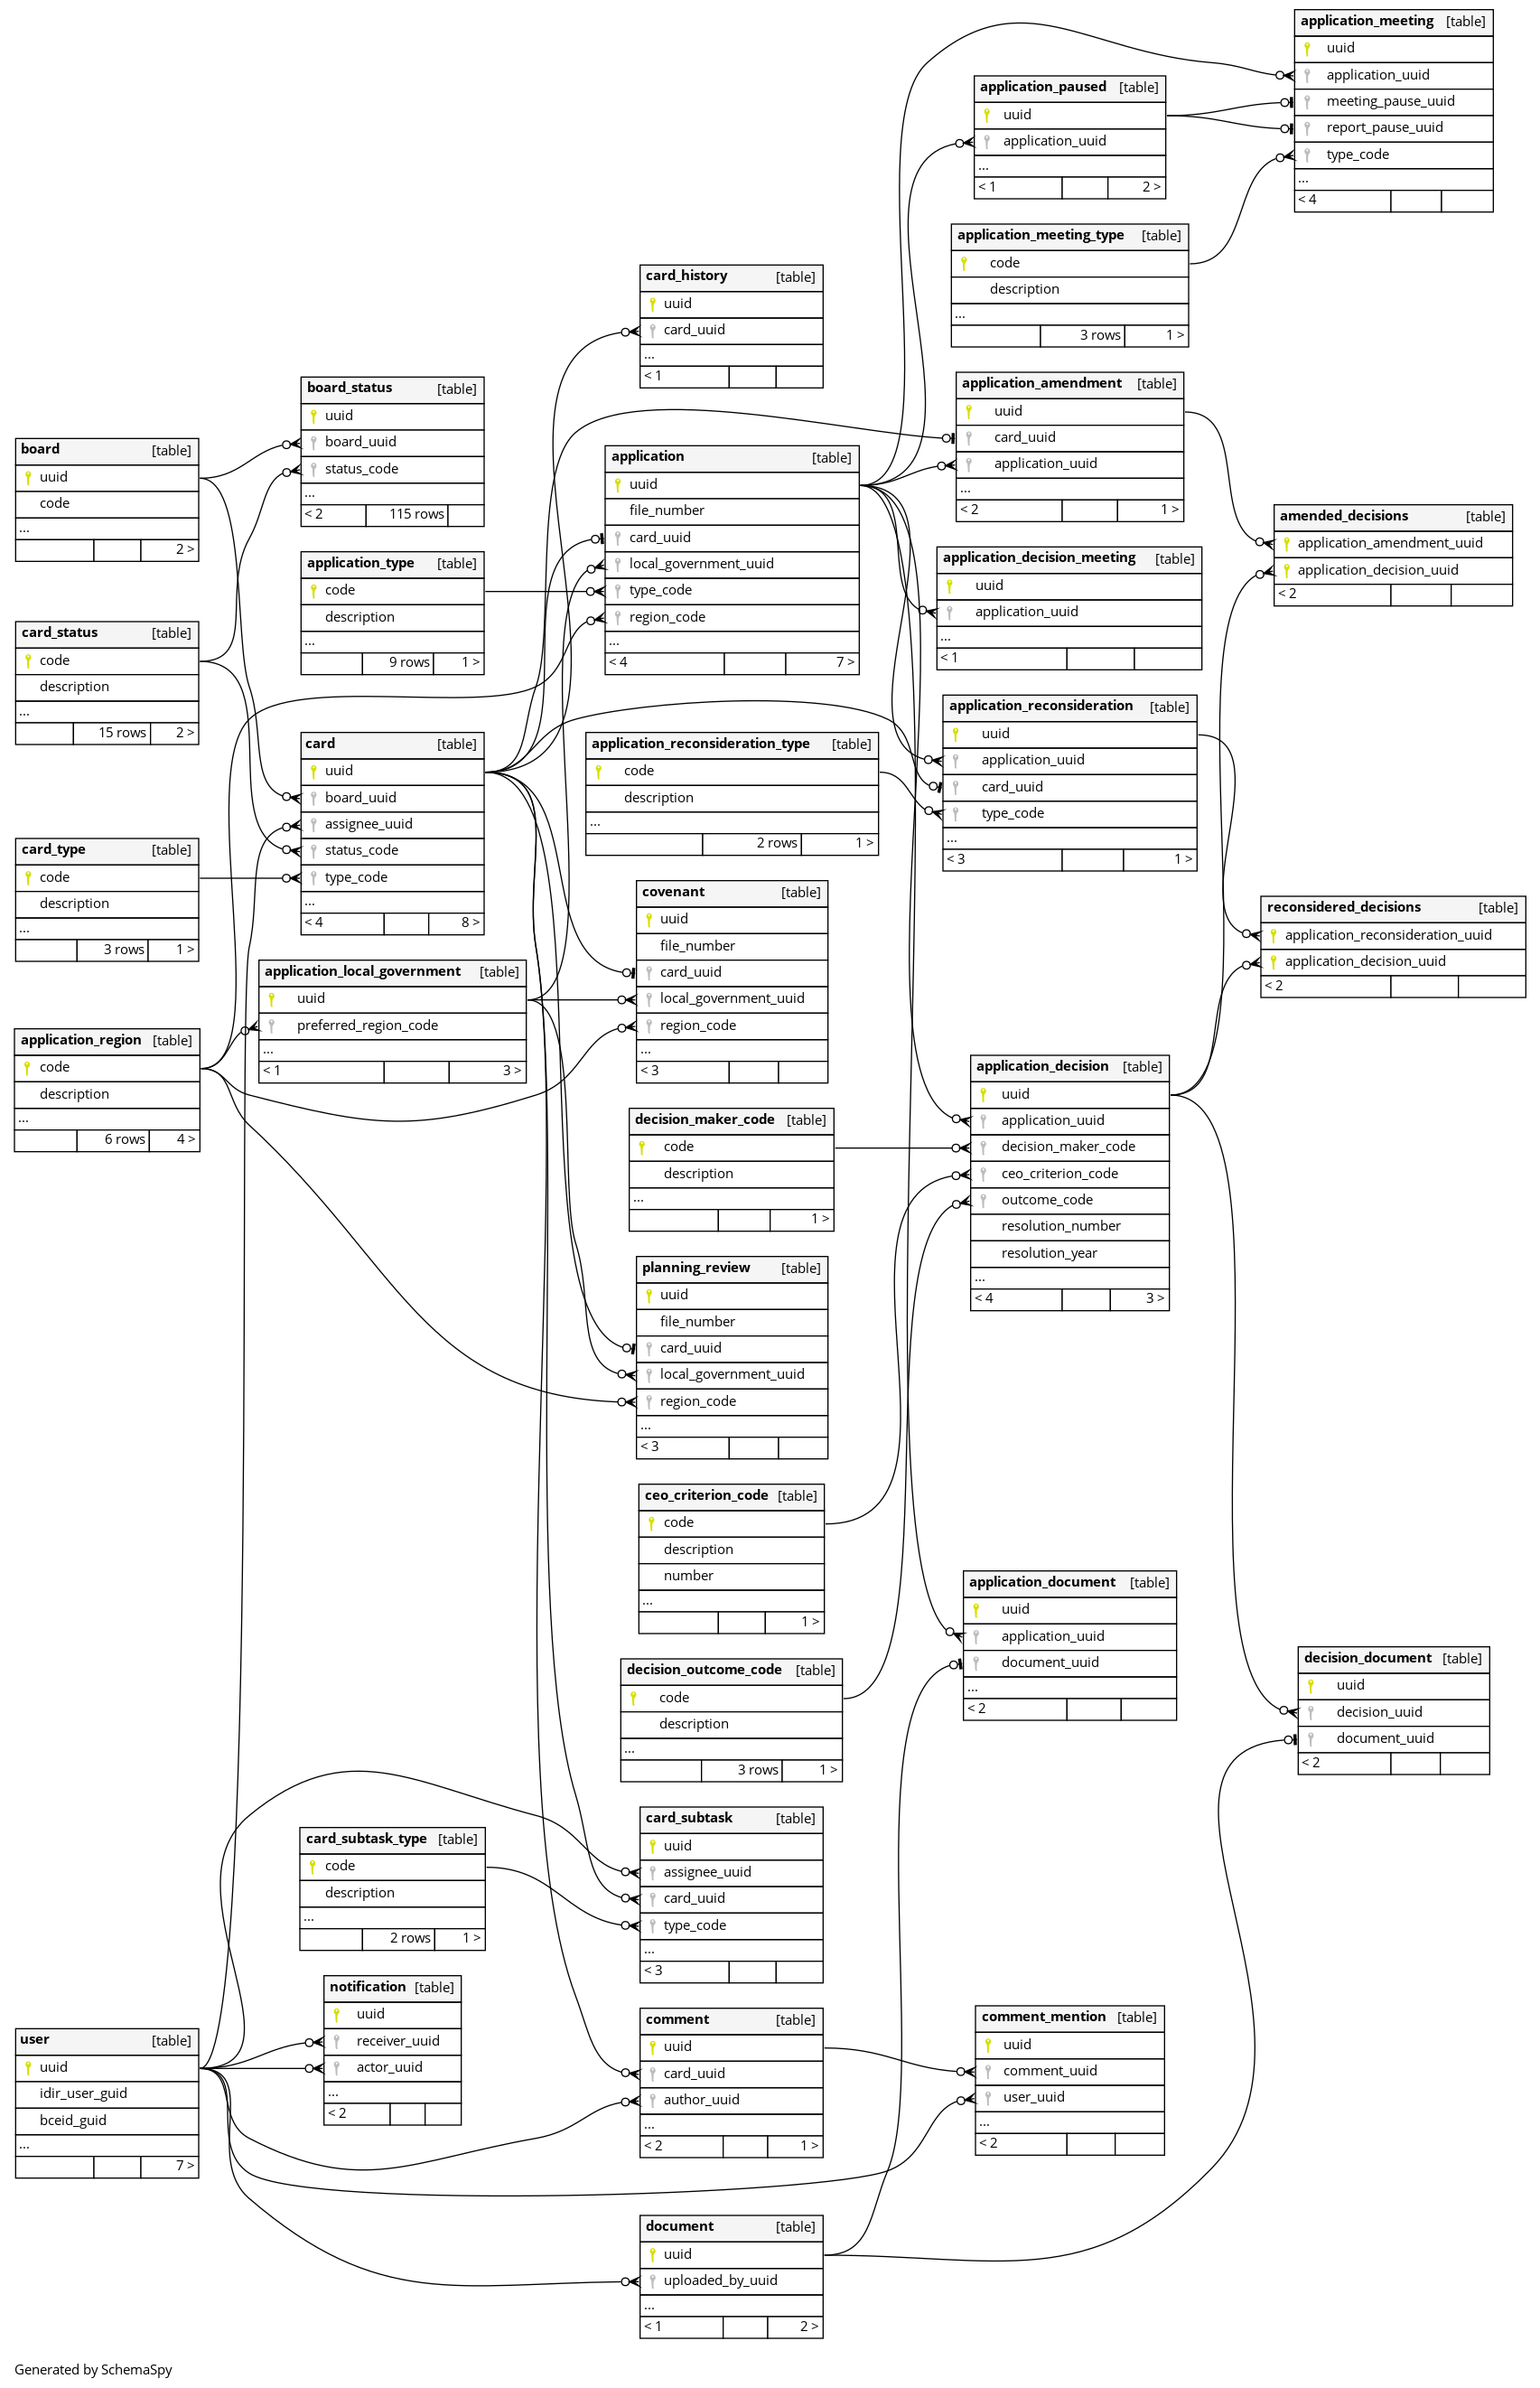 application_meeting [table]
uuid
application_uuid
meeting_pause_uuid
report_pause_uuid
type_code
...
< 4
application_paused [table]
uuid
application_uuid
...
< 1 2 >
application_meeting_type [table]
code
description
...
3 rows 1 >
card_history [table]
uuid
card_uuid
...
< 1
board_status [table]
uuid
board_uuid
status_code
...
< 2 115 rows
application_amendment [table]
uuid
card_uuid
application_uuid
...
< 2 1 >
board [table]
uuid
code
...
2 >
application [table]
uuid
file_number
card_uuid
local_government_uuid
type_code
region_code
...
< 4 7 >
amended_decisions [table]
application_amendment_uuid
application_decision_uuid
< 2
application_type [table]
code
description
...
9 rows 1 >
application_decision_meeting [table]
uuid
application_uuid
...
< 1
card_status [table]
code
description
...
15 rows 2 >
application_reconsideration [table]
uuid
application_uuid
card_uuid
type_code
...
< 3 1 >
card [table]
uuid
board_uuid
assignee_uuid
status_code
type_code
...
< 4 8 >
application_reconsideration_type [table]
code
description
...
2 rows 1 >
card_type [table]
code
description
...
3 rows 1 >
covenant [table]
uuid
file_number
card_uuid
local_government_uuid
region_code
...
< 3
reconsidered_decisions [table]
application_reconsideration_uuid
application_decision_uuid
< 2
application_local_government [table]
uuid
preferred_region_code
...
< 1 3 >
application_region [table]
code
description
...
6 rows 4 >
application_decision [table]
uuid
application_uuid
decision_maker_code
ceo_criterion_code
outcome_code
resolution_number
resolution_year
...
< 4 3 >
decision_maker_code [table]
code
description
...
1 >
planning_review [table]
uuid
file_number
card_uuid
local_government_uuid
region_code
...
< 3
ceo_criterion_code [table]
code
description
number
...
1 >
application_document [table]
uuid
application_uuid
document_uuid
...
< 2
decision_document [table]
uuid
decision_uuid
document_uuid
< 2
decision_outcome_code [table]
code
description
...
3 rows 1 >
card_subtask [table]
uuid
assignee_uuid
card_uuid
type_code
...
< 3
card_subtask_type [table]
code
description
...
2 rows 1 >
notification [table]
uuid
receiver_uuid
actor_uuid
...
< 2
comment [table]
uuid
card_uuid
author_uuid
...
< 2 1 >
comment_mention [table]
uuid
comment_uuid
user_uuid
...
< 2
user [table]
uuid
idir_user_guid
bceid_guid
...
7 >
document [table]
uuid
uploaded_by_uuid
...
< 1 2 >
Generated by SchemaSpy